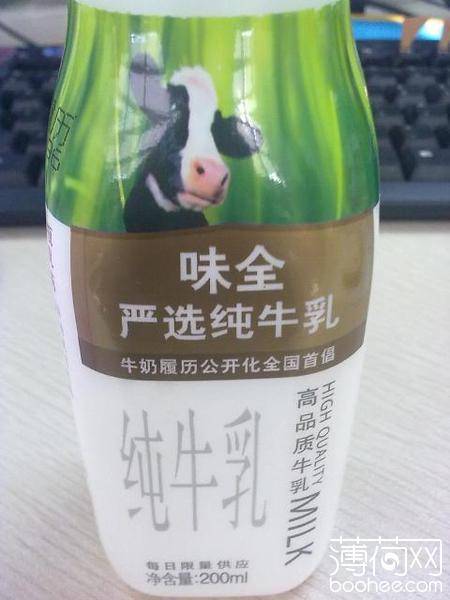 味全
严选纯牛乳
牛奶履历公开化全国首倡
纯牛乳
高品质牛乳
HIGH QUALITY MILK
每日限量供应
净含量:200ml
薄荷网
boohee.com